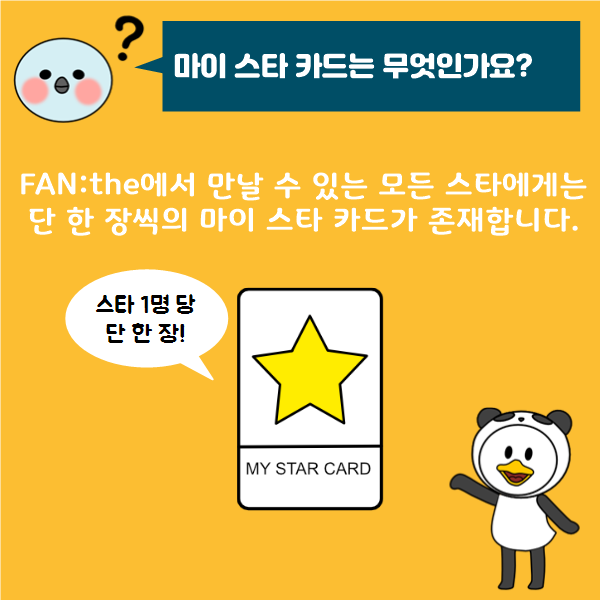 ?
마이 스타 카드는 무엇인가요?
FAN:the에서 만날 수 있는 모든 스타에게는
단 한 장씩의 마이 스타 카드가 존재합니다.
스타 1명 당
단 한 장!
MY STAR CARD